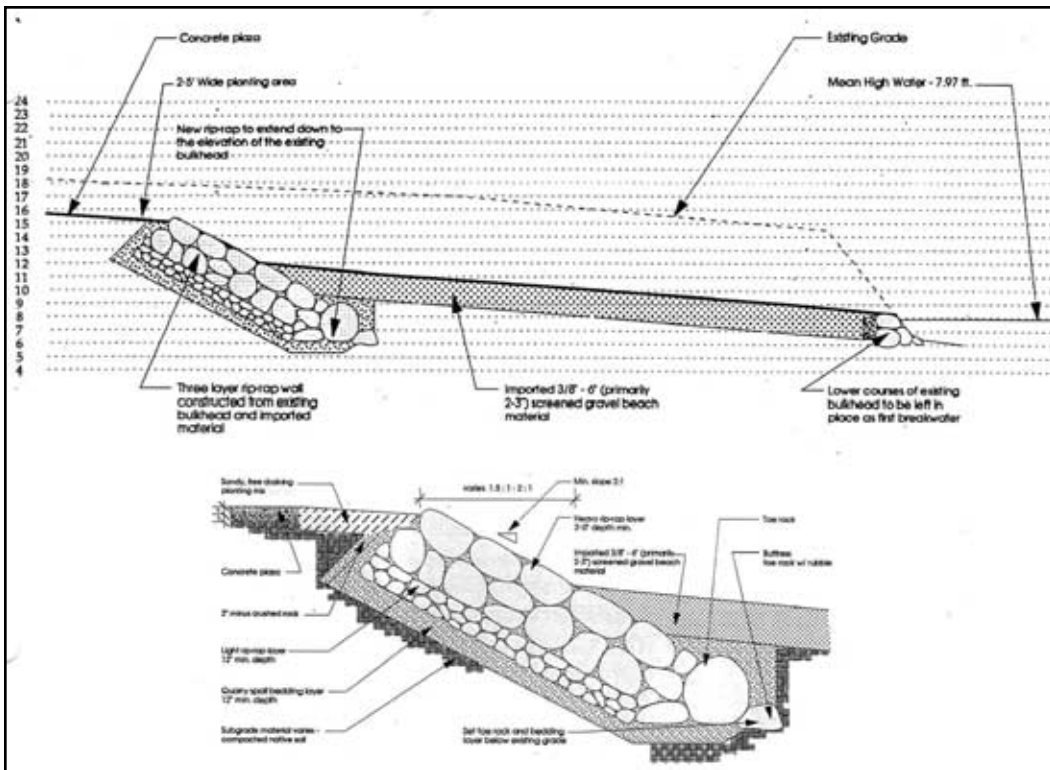 Concrete plaza
2-5' Wide planting area
New rip-rap to extend down to
the elevation of the existing
bulkhead
Existing Grade
Mean High Water - 7.97 ft.
24
23
22
21
20
19
18
17
16
15
14
13
12
11
10
9
8
7
6
5
4
Three layer rip-rap wall
constructed from existing
bulkhead and imported
material
Imported 3/8" - 6" (primarily
2-3") screened gravel beach
material
Lower courses of existing
bulkhead to be left in
place as first breakwater
Sandy, free draining
planting mix
varies 1.5 : 1 - 2 : 1
Min. slope 2:1
Heavy rip-rap layer
3'-0" depth min.
Toe rock
Imported 3/8" - 6" (primarily
2-3") screened gravel beach
material
Buttress
toe rock w/ rubble
Concrete plaza
2" minus crushed rock
Light rip-rap layer
12" min. depth
Quarry spall bedding layer
12" min. depth
Subgrade material varies -
compacted native soil
Set toe rock and bedding
layer below existing grade